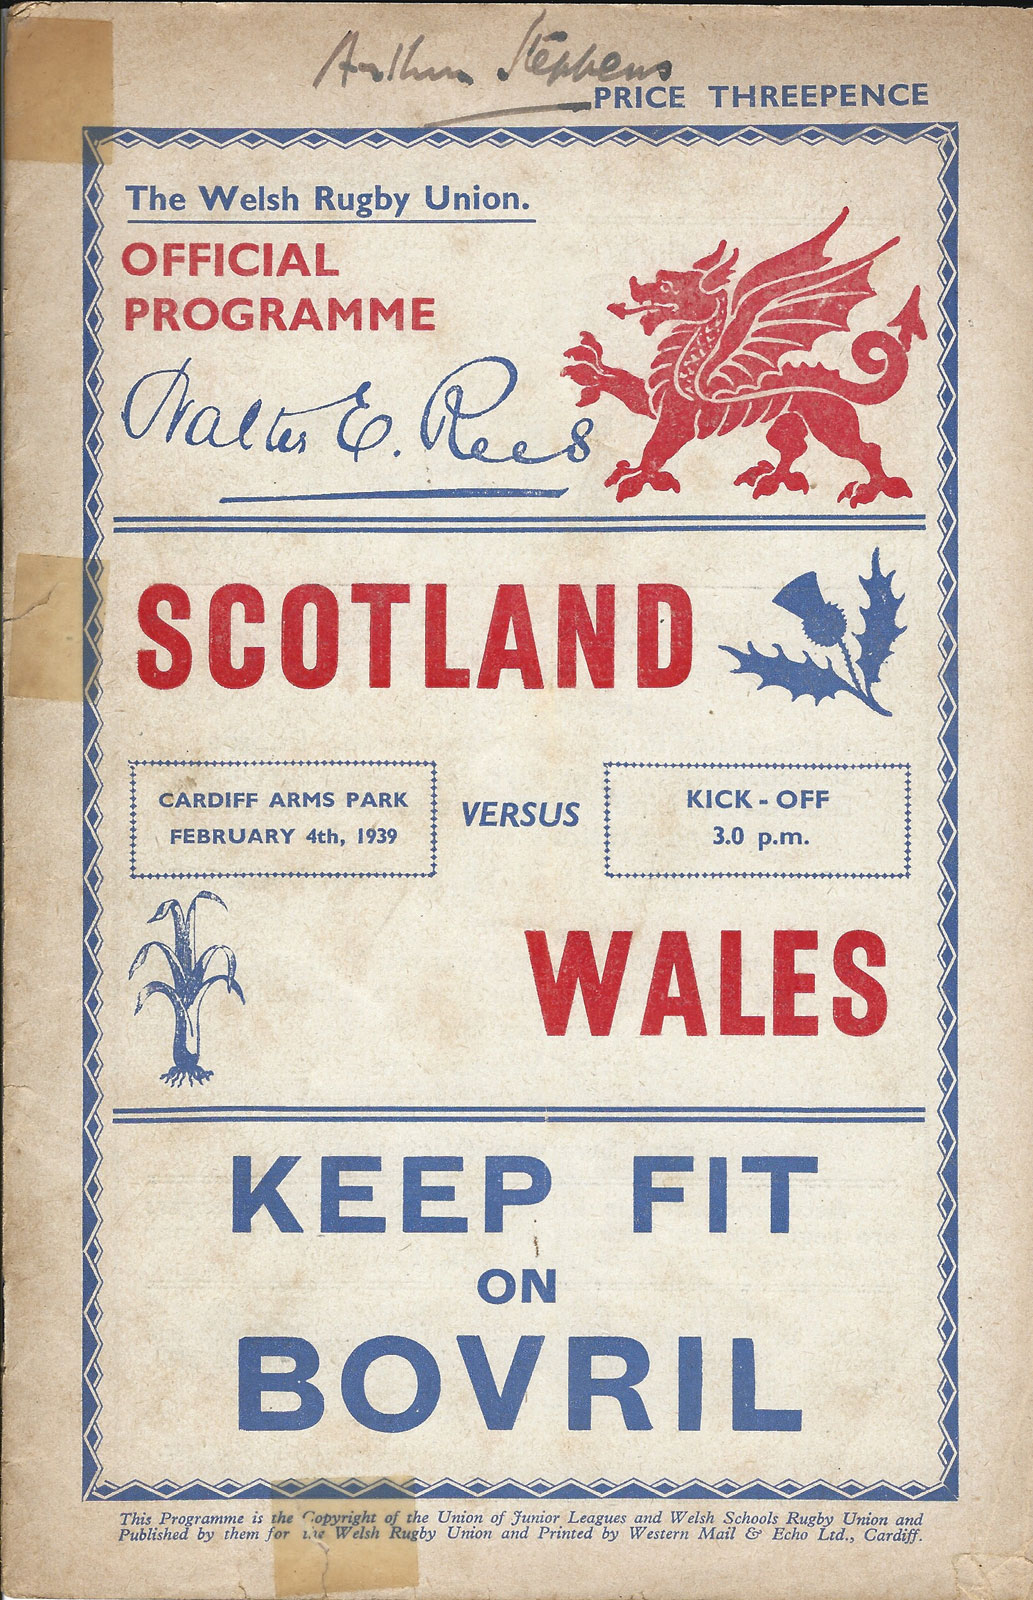 Arthur Stephens
PRICE THREEPENCE
The Welsh Rugby Union.
OFFICIAL
PROGRAMME
Walter E. Rees
SCOTLAND
CARDIFF ARMS PARK
FEBRUARY 4th, 1939
VERSUS
KICK - OFF
3.0 p.m.
WALES
KEEP FIT
ON
BOVRIL
This Programme is the Copyright of the Union of Junior Leagues and Welsh Schools Rugby Union and
Published by them for the Welsh Rugby Union and Printed by Western Mail & Echo Ltd., Cardiff.